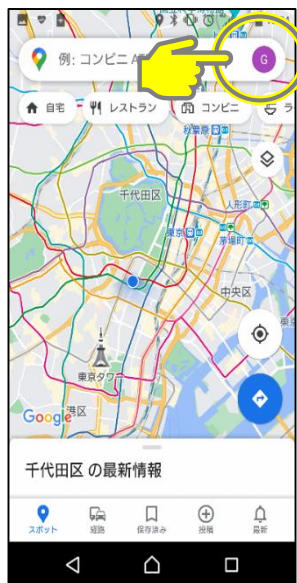 例: コンビニ A
G
自宅
レストラン
コンビニ
ラ
秋葉原
千代田区
人形町
東京
茅場町
中央区
東京タワー
港区
Google
千代田区 の最新情報
スポット
経路
保存済み
投稿
最新